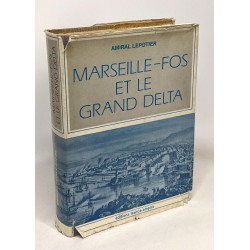 AMIRAL LEPOTIER
MARSEILLE-FOS
ET LE
GRAND DELTA